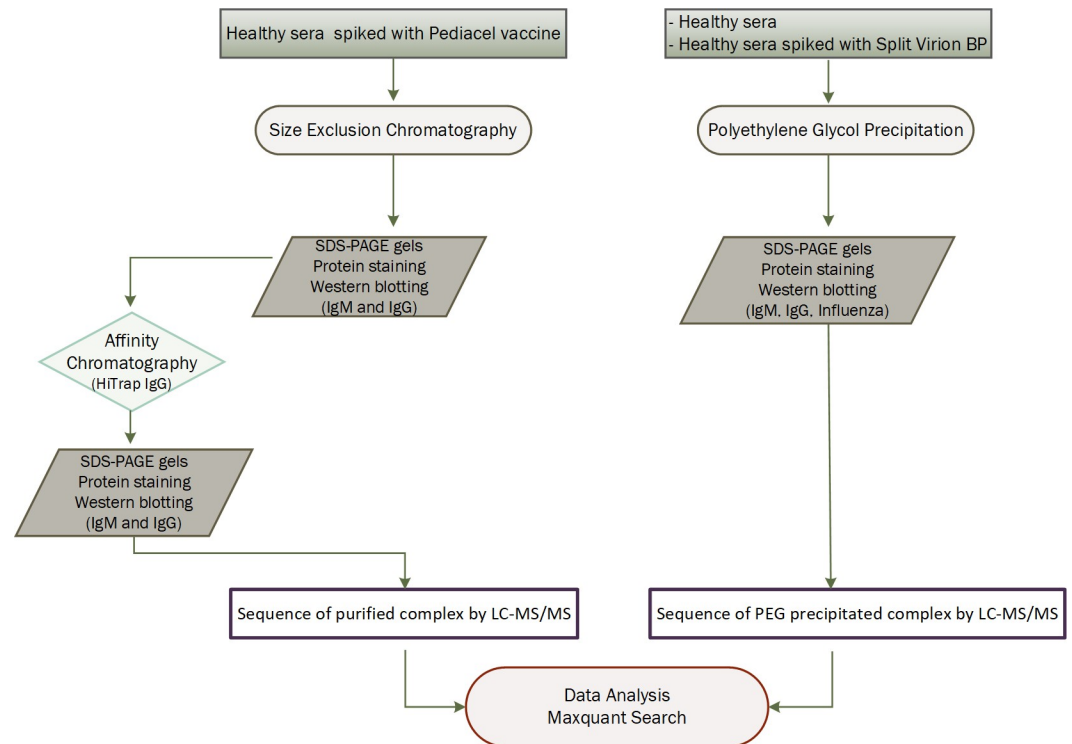 Healthy sera spiked with Pediacel vaccine
- Healthy sera
- Healthy sera spiked with Split Virion BP
Size Exclusion Chromatography
Polyethylene Glycol Precipitation
SDS-PAGE gels
Protein staining
Western blotting
(IgM and IgG)
SDS-PAGE gels
Protein staining
Western blotting
(IgM, IgG, Influenza)
Affinity
Chromatography
(HiTrap IgG)
SDS-PAGE gels
Protein staining
Western blotting
(IgM and IgG)
Sequence of purified complex by LC-MS/MS
Sequence of PEG precipitated complex by LC-MS/MS
Data Analysis
Maxquant Search